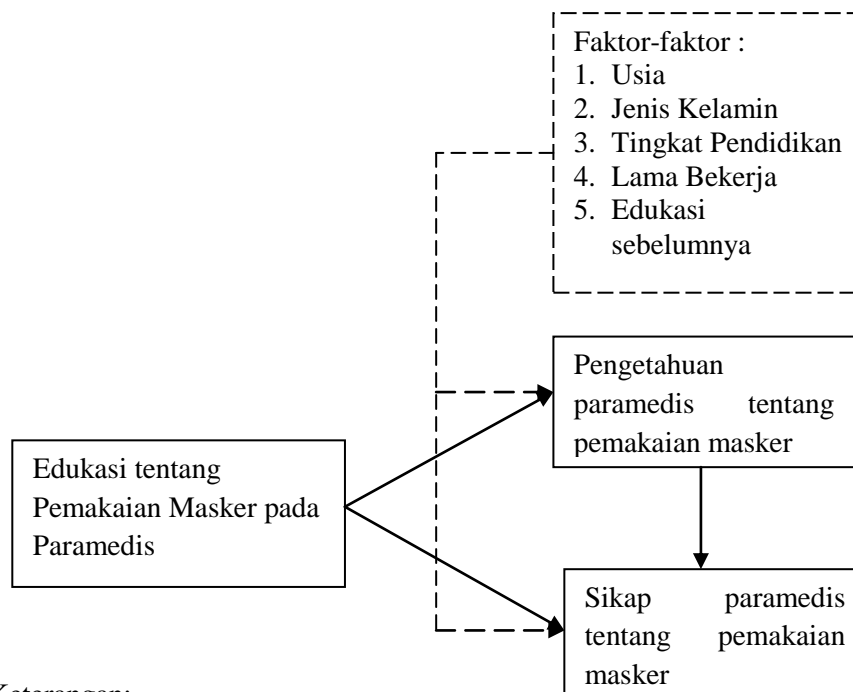 Faktor-faktor :
1. Usia
2. Jenis Kelamin
3. Tingkat Pendidikan
4. Lama Bekerja
5. Edukasi
sebelumnya
Pengetahuan
paramedis tentang
pemakaian masker
Edukasi tentang
Pemakaian Masker pada
Paramedis
Sikap paramedis
tentang pemakaian
masker
Keterangan: